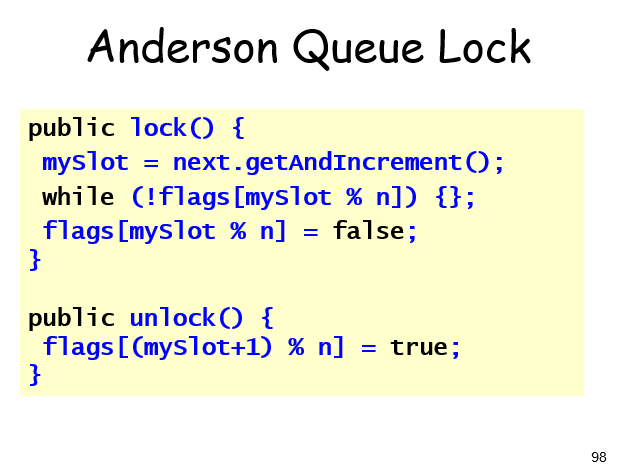 Anderson Queue Lock
public lock() {
mySlot = next.getAndIncrement();
while (!flags[mySlot % n]) {};
flags[mySlot % n] = false;
}
public unlock() {
flags[(mySlot+1) % n] = true;
}
98